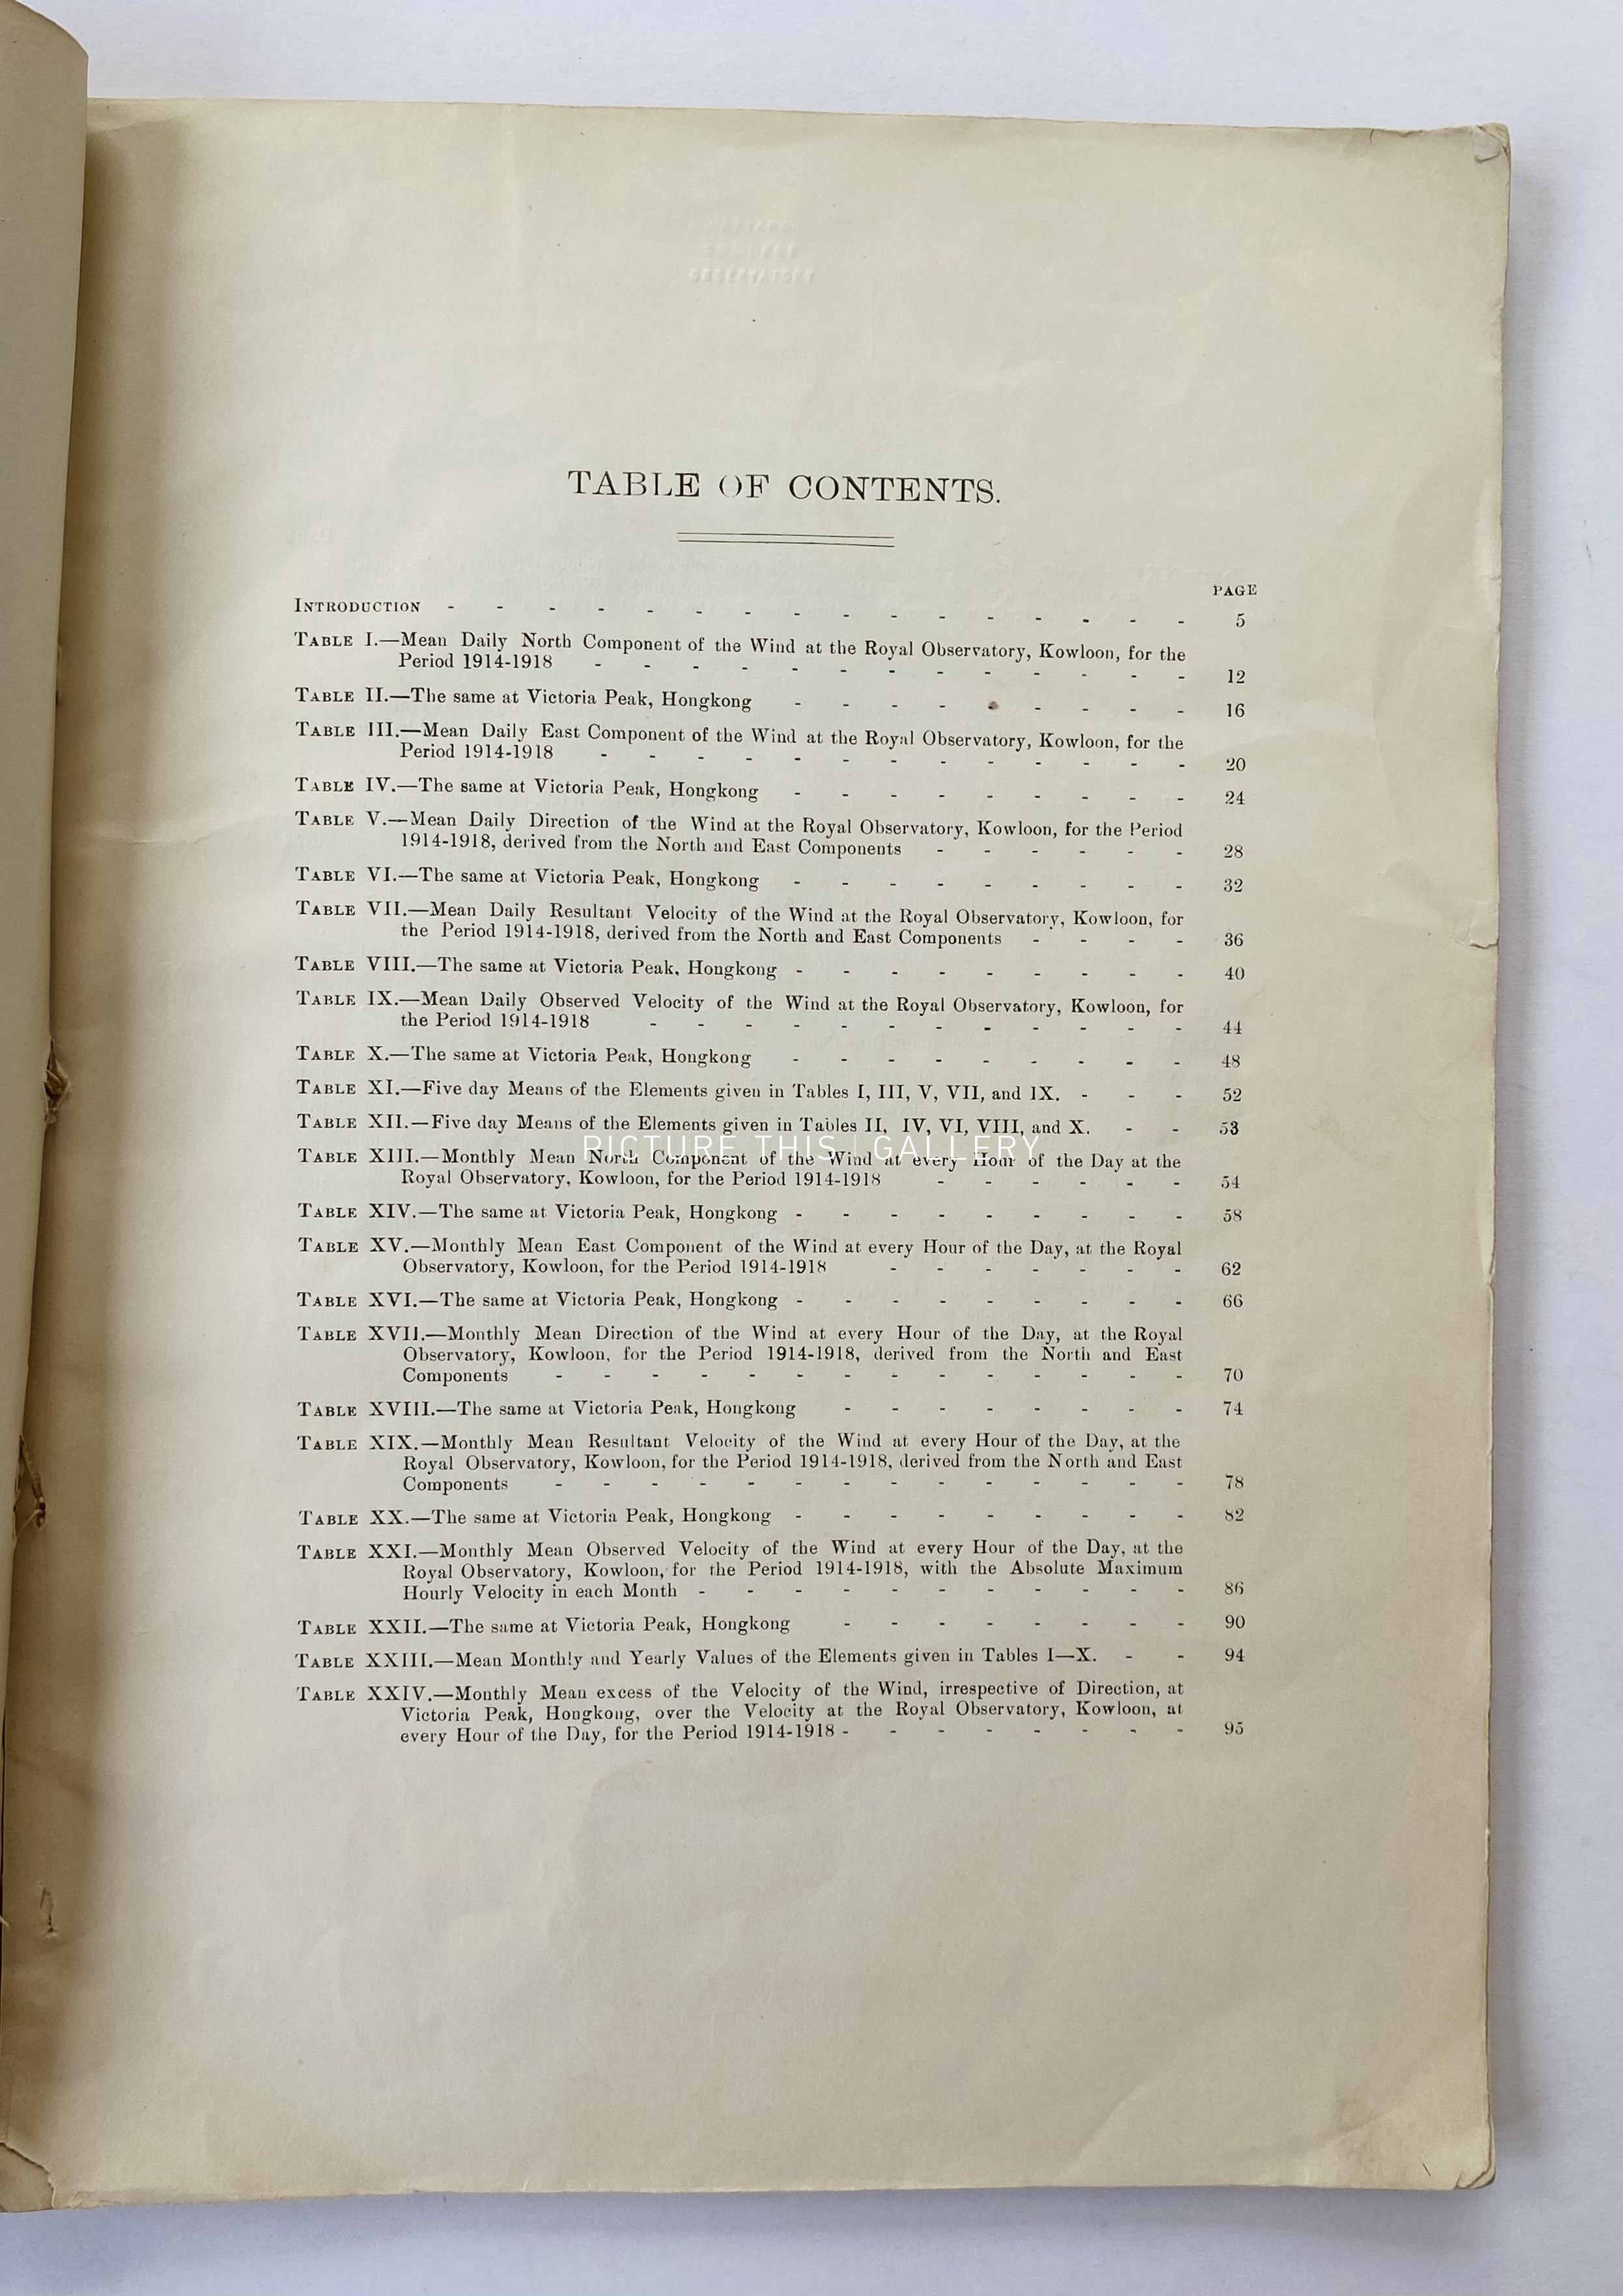 TABLE OF CONTENTS.
PAGE
INTRODUCTION - - - - - - - - - - - - - - - - 5
TABLE I.—Mean Daily North Component of the Wind at the Royal Observatory, Kowloon, for the
Period 1914-1918 - - - - - - - - - - - - - 12
TABLE II.—The same at Victoria Peak, Hongkong - - - - - - - - - 16
TABLE III.—Mean Daily East Component of the Wind at the Royal Observatory, Kowloon, for the
Period 1914-1918 - - - - - - - - - - - - - 20
TABLE IV.—The same at Victoria Peak, Hongkong - - - - - - - - - 24
TABLE V.—Mean Daily Direction of the Wind at the Royal Observatory, Kowloon, for the Period
1914-1918, derived from the North and East Components - - - - - - 28
TABLE VI.—The same at Victoria Peak, Hongkong - - - - - - - - - 32
TABLE VII.—Mean Daily Resultant Velocity of the Wind at the Royal Observatory, Kowloon, for
the Period 1914-1918, derived from the North and East Components - - - - 36
TABLE VIII.—The same at Victoria Peak, Hongkong - - - - - - - - - 40
TABLE IX.—Mean Daily Observed Velocity of the Wind at the Royal Observatory, Kowloon, for
the Period 1914-1918 - - - - - - - - - - - - 44
TABLE X.—The same at Victoria Peak, Hongkong - - - - - - - - - 48
TABLE XI.—Five day Means of the Elements given in Tables I, III, V, VII, and IX. - - - 52
TABLE XII.—Five day Means of the Elements given in Tables II, IV, VI, VIII, and X. - - 53
PICTURE THIS | GALLERY
TABLE XIII.—Monthly Mean North Component of the Wind at every Hour of the Day at the
Royal Observatory, Kowloon, for the Period 1914-1918 - - - - - - 54
TABLE XIV.—The same at Victoria Peak, Hongkong - - - - - - - - - 58
TABLE XV.—Monthly Mean East Component of the Wind at every Hour of the Day, at the Royal
Observatory, Kowloon, for the Period 1914-1918 - - - - - - - 62
TABLE XVI.—The same at Victoria Peak, Hongkong - - - - - - - - - 66
TABLE XVII.—Monthly Mean Direction of the Wind at every Hour of the Day, at the Royal
Observatory, Kowloon, for the Period 1914-1918, derived from the North and East
Components - - - - - - - - - - - - - - 70
TABLE XVIII.—The same at Victoria Peak, Hongkong - - - - - - - - 74
TABLE XIX.—Monthly Mean Resultant Velocity of the Wind at every Hour of the Day, at the
Royal Observatory, Kowloon, for the Period 1914-1918, derived from the North and East
Components - - - - - - - - - - - - - - 78
TABLE XX.—The same at Victoria Peak, Hongkong - - - - - - - - - 82
TABLE XXI.—Monthly Mean Observed Velocity of the Wind at every Hour of the Day, at the
Royal Observatory, Kowloon, for the Period 1914-1918, with the Absolute Maximum
Hourly Velocity in each Month - - - - - - - - - - - 86
TABLE XXII.—The same at Victoria Peak, Hongkong - - - - - - - - 90
TABLE XXIII.—Mean Monthly and Yearly Values of the Elements given in Tables I—X. - - 94
TABLE XXIV.—Monthly Mean excess of the Velocity of the Wind, irrespective of Direction, at
Victoria Peak, Hongkong, over the Velocity at the Royal Observatory, Kowloon, at
every Hour of the Day, for the Period 1914-1918 - - - - - - - - 95